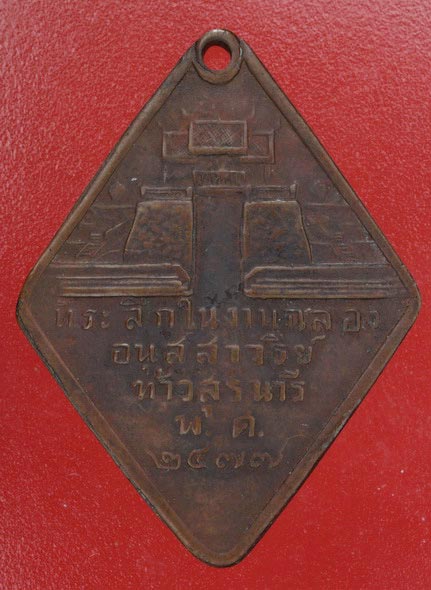 ที่ระลึกในงานฉลอง
อนุสสาวรีย์
ท้าวสุรนารี
พ.ศ.
๒๔๗๗